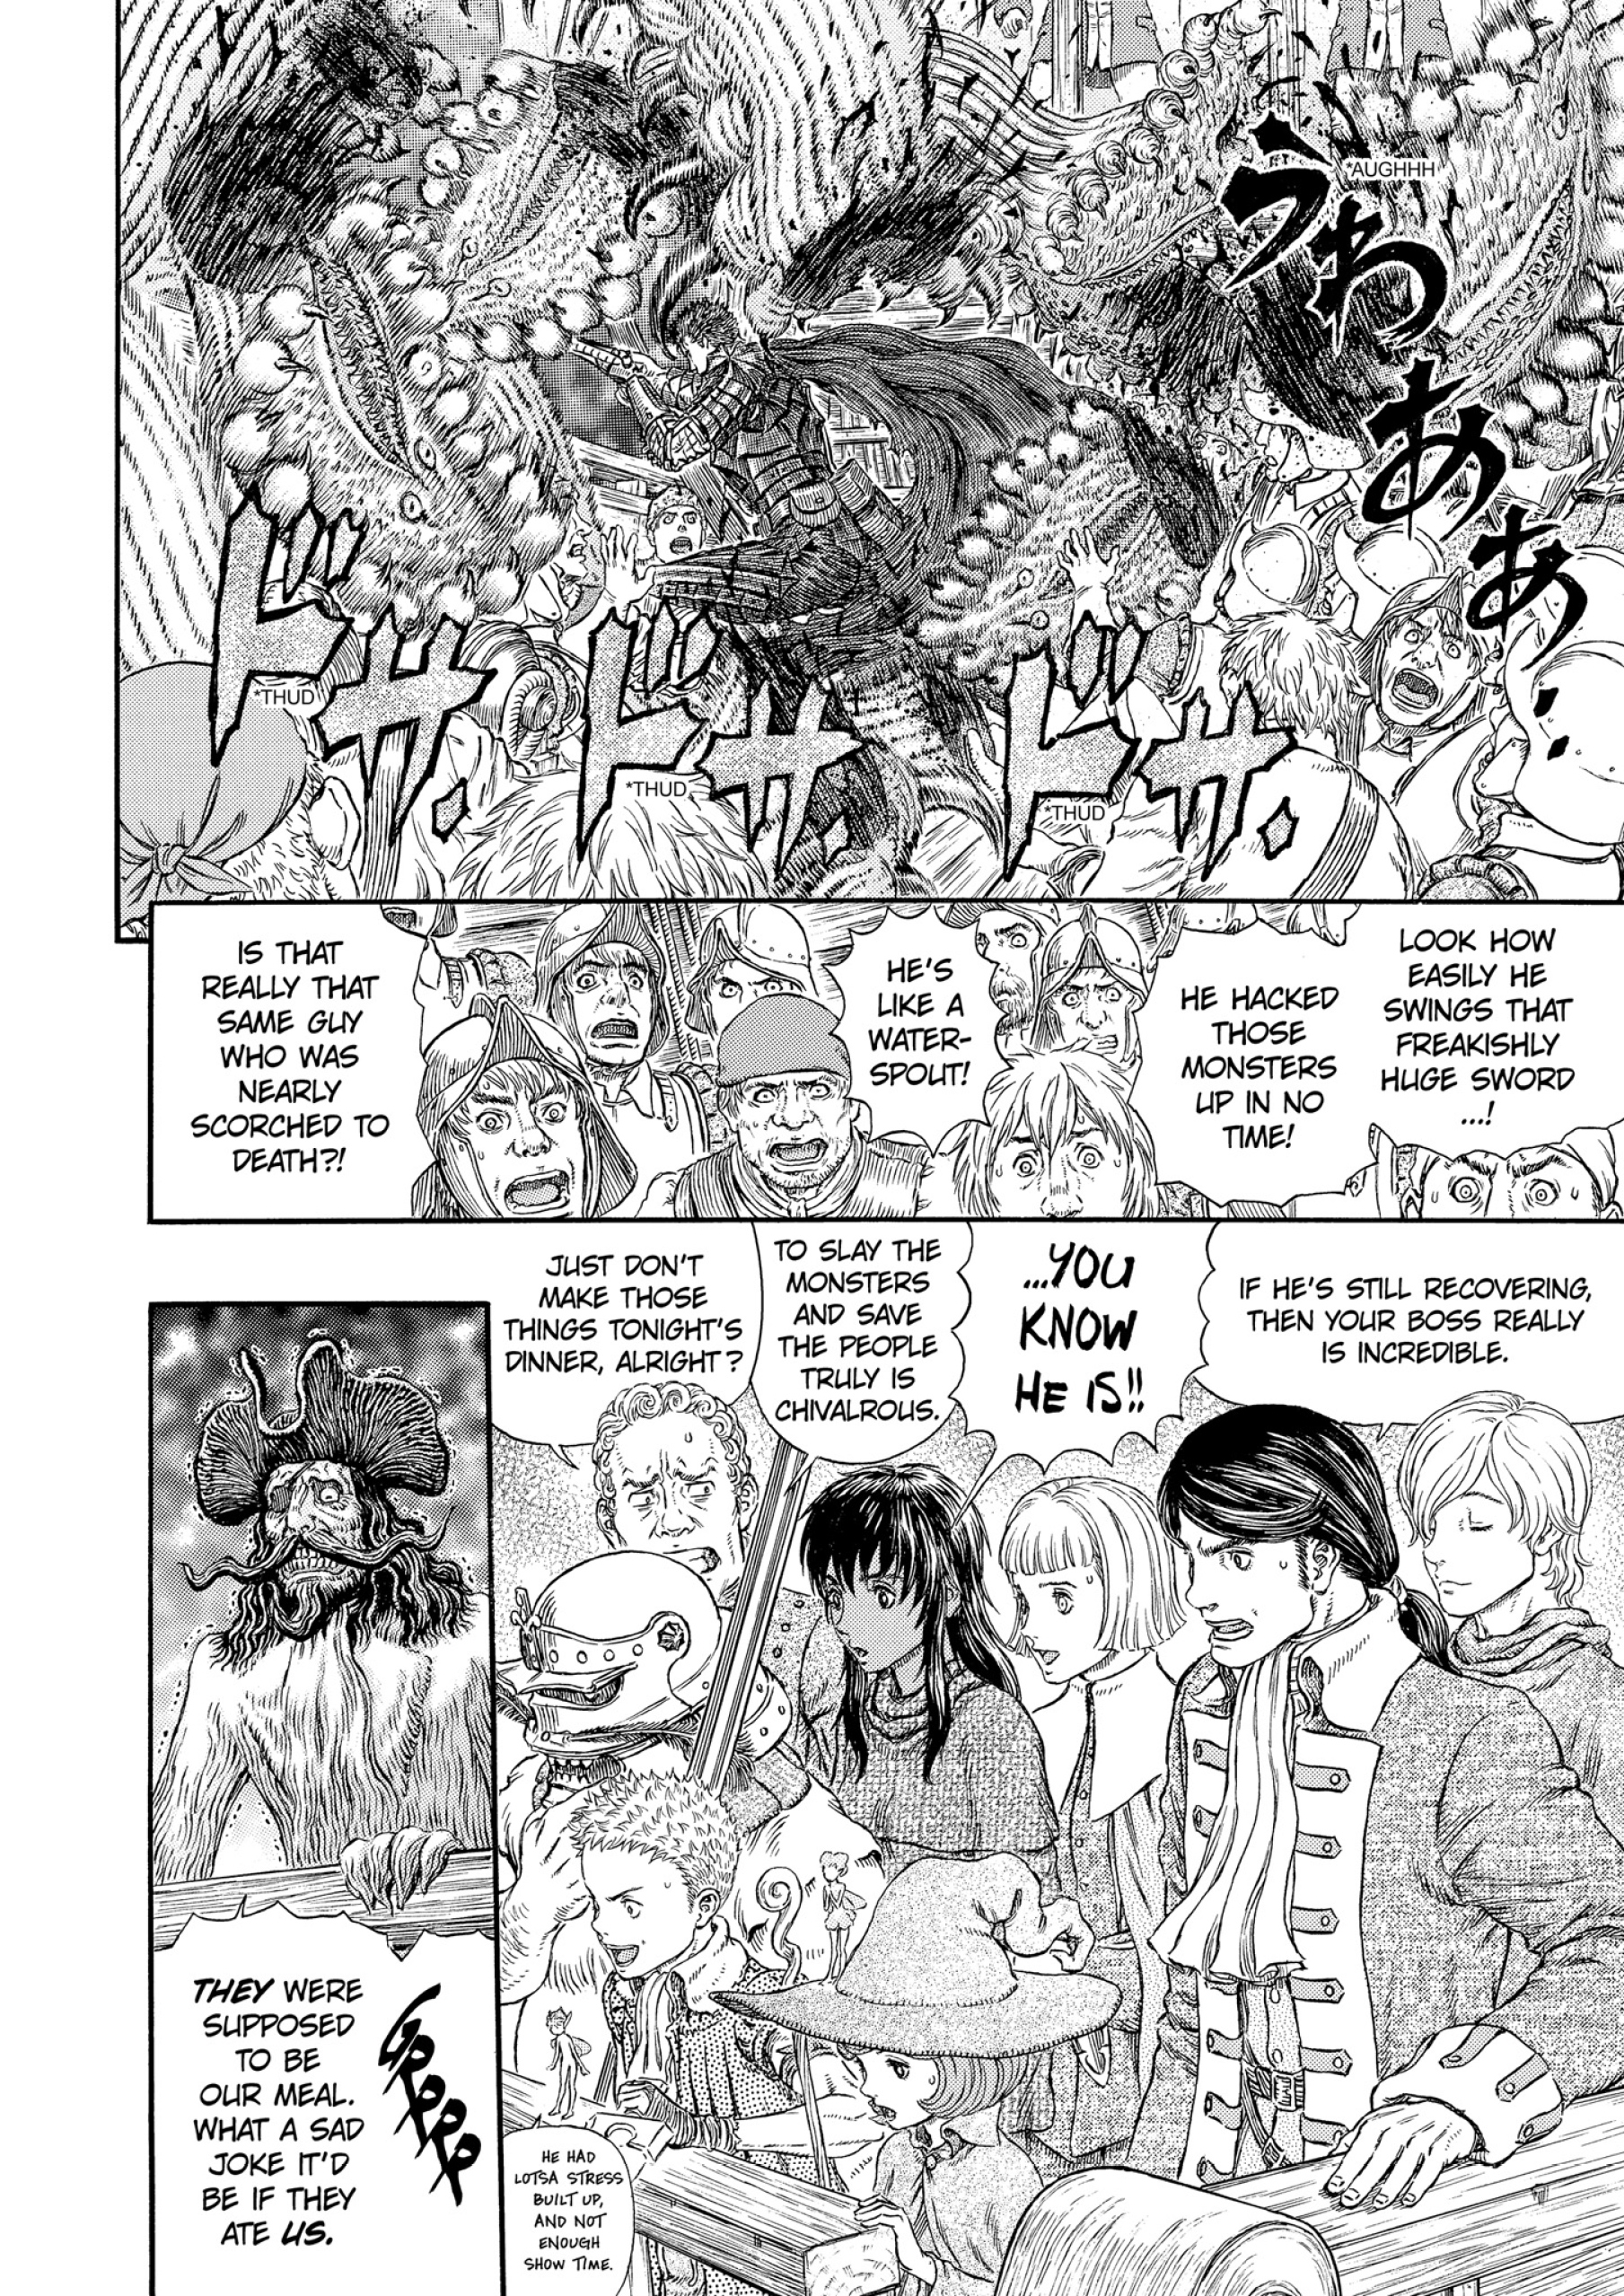 うわあああ
*AUGHHH
ドサ
*THUD
ドサ
*THUD
ドサ
*THUD
LOOK HOW
EASILY HE
SWINGS THAT
FREAKISHLY
HUGE SWORD
...!
HE HACKED
THOSE
MONSTERS
UP IN NO
TIME!
HE'S
LIKE A
WATER-
SPOUT!
IS THAT
REALLY THAT
SAME GUY
WHO WAS
NEARLY
SCORCHED TO
DEATH?!
IF HE'S STILL RECOVERING,
THEN YOUR BOSS REALLY
IS INCREDIBLE.
...YOU
KNOW
HE IS!!
TO SLAY THE
MONSTERS
AND SAVE
THE PEOPLE
TRULY IS
CHIVALROUS.
JUST DON'T
MAKE THOSE
THINGS TONIGHT'S
DINNER, ALRIGHT?
HE HAD
LOTSA STRESS
BUILT UP,
AND NOT
ENOUGH
SHOW TIME.
GRRRR
THEY WERE
SUPPOSED
TO BE
OUR MEAL.
WHAT A SAD
JOKE IT'D
BE IF THEY
ATE US.